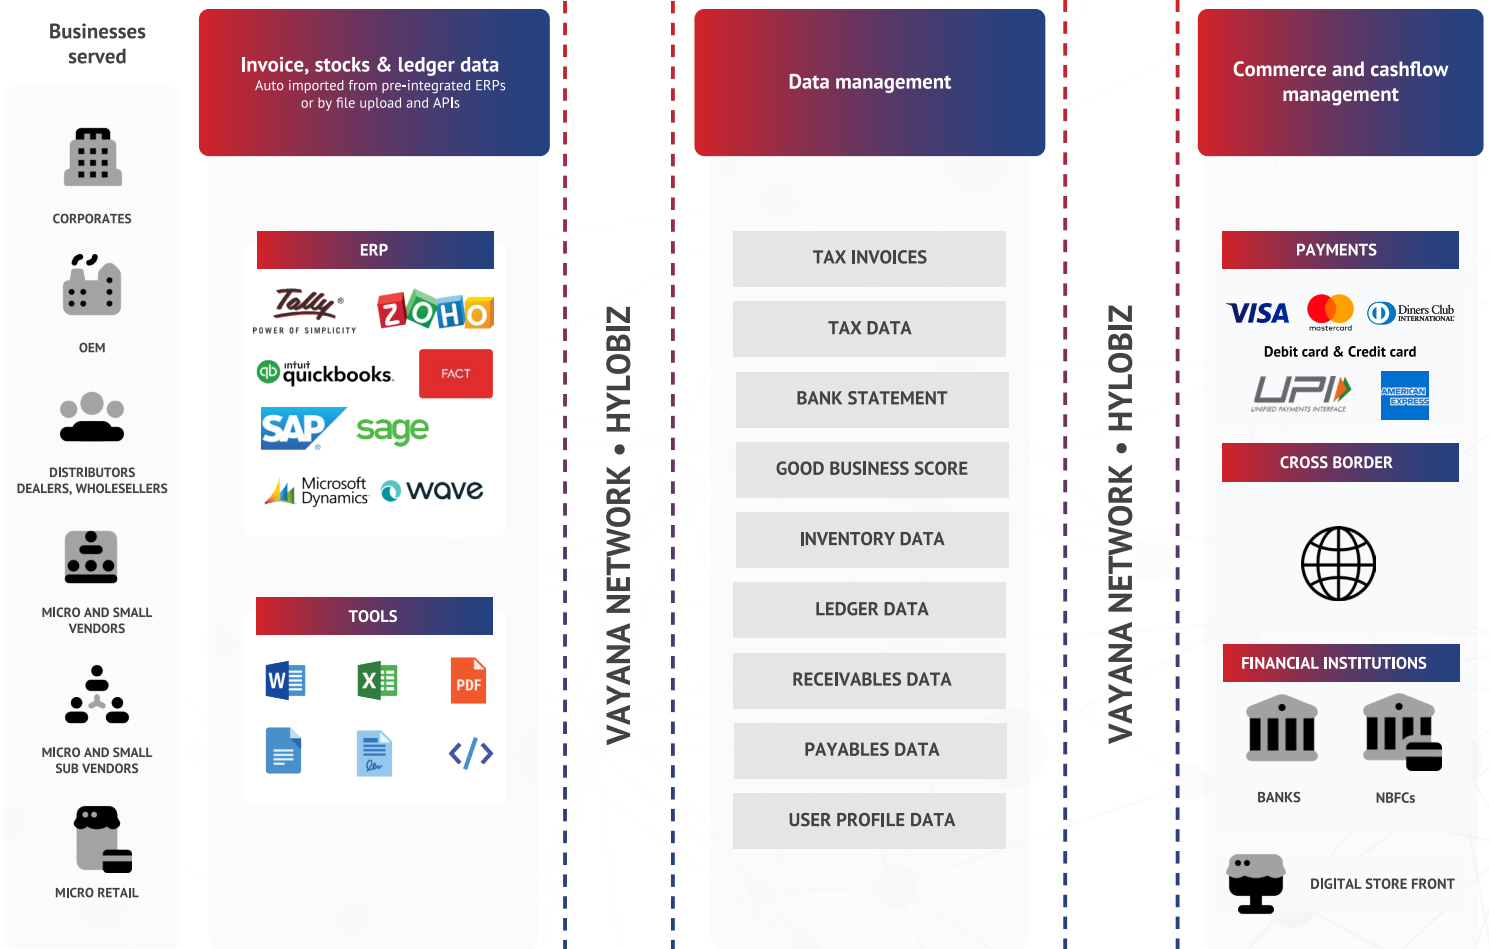 Businesses
served
CORPORATES
OEM
DISTRIBUTORS
DEALERS, WHOLESELLERS
MICRO AND SMALL
VENDORS
MICRO AND SMALL
SUB VENDORS
MICRO RETAIL
Invoice, stocks & ledger data
Auto imported from pre-integrated ERPs
or by file upload and APIs
ERP
Tally®
POWER OF SIMPLICITY
ZOHO
qb intuit
quickbooks.
FACT
SAP®
sage
Microsoft
Dynamics
wave
TOOLS
W
X
PDF
</>
VAYANA NETWORK • HYLOBIZ
Data management
TAX INVOICES
TAX DATA
BANK STATEMENT
GOOD BUSINESS SCORE
INVENTORY DATA
LEDGER DATA
RECEIVABLES DATA
PAYABLES DATA
USER PROFILE DATA
VAYANA NETWORK • HYLOBIZ
Commerce and cashflow
management
PAYMENTS
VISA
mastercard
Diners Club
INTERNATIONAL
Debit card & Credit card
UPI
UNIFIED PAYMENTS INTERFACE
AMERICAN
EXPRESS
CROSS BORDER
FINANCIAL INSTITUTIONS
BANKS
NBFCs
DIGITAL STORE FRONT